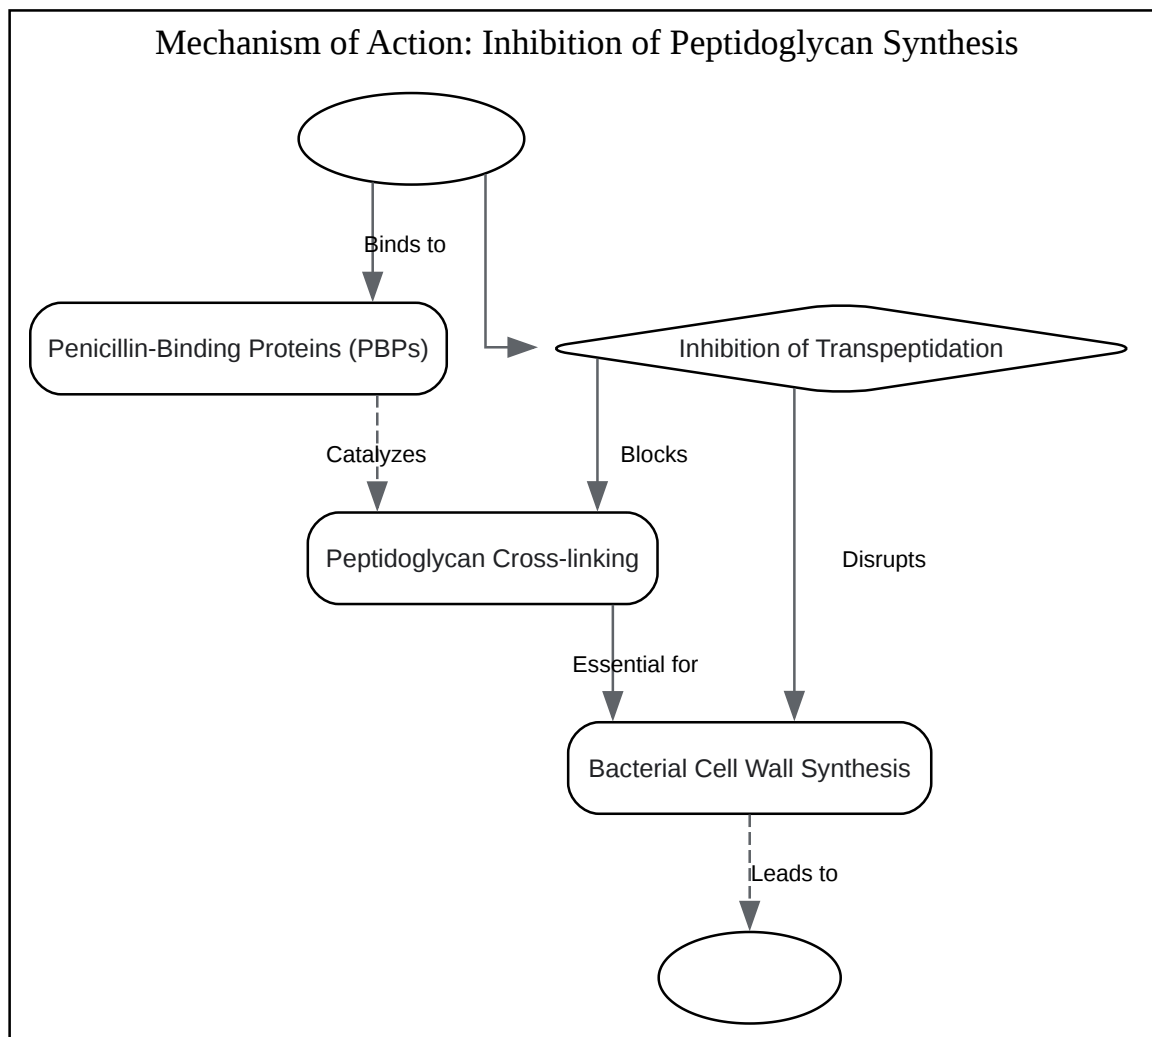 Mechanism of Action: Inhibition of Peptidoglycan Synthesis
Binds to
Penicillin-Binding Proteins (PBPs)
Inhibition of Transpeptidation
Catalyzes
Blocks
Peptidoglycan Cross-linking
Disrupts
Essential for
Bacterial Cell Wall Synthesis
Leads to